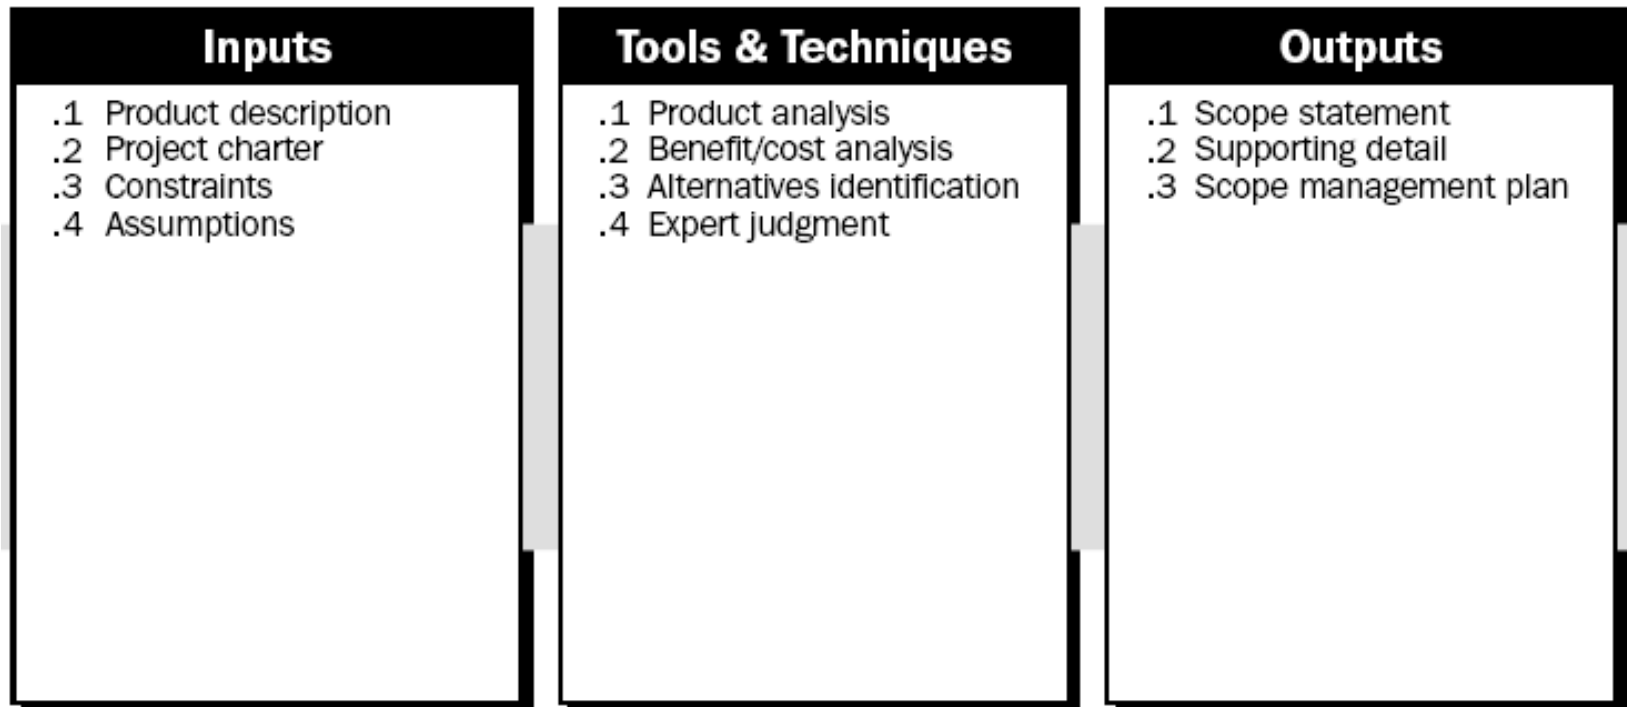 Inputs
.1 Product description
.2 Project charter
.3 Constraints
.4 Assumptions
Tools & Techniques
.1 Product analysis
.2 Benefit/cost analysis
.3 Alternatives identification
.4 Expert judgment
Outputs
.1 Scope statement
.2 Supporting detail
.3 Scope management plan